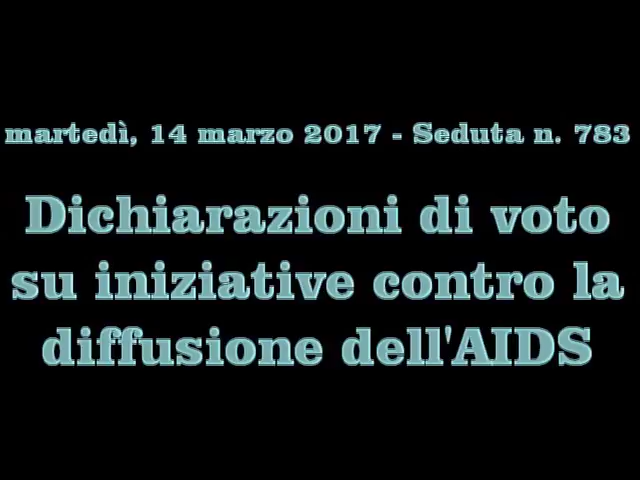 martedì, 14 marzo 2017 - Seduta n. 783
Dichiarazioni di voto
su iniziative contro la
diffusione dell'AIDS